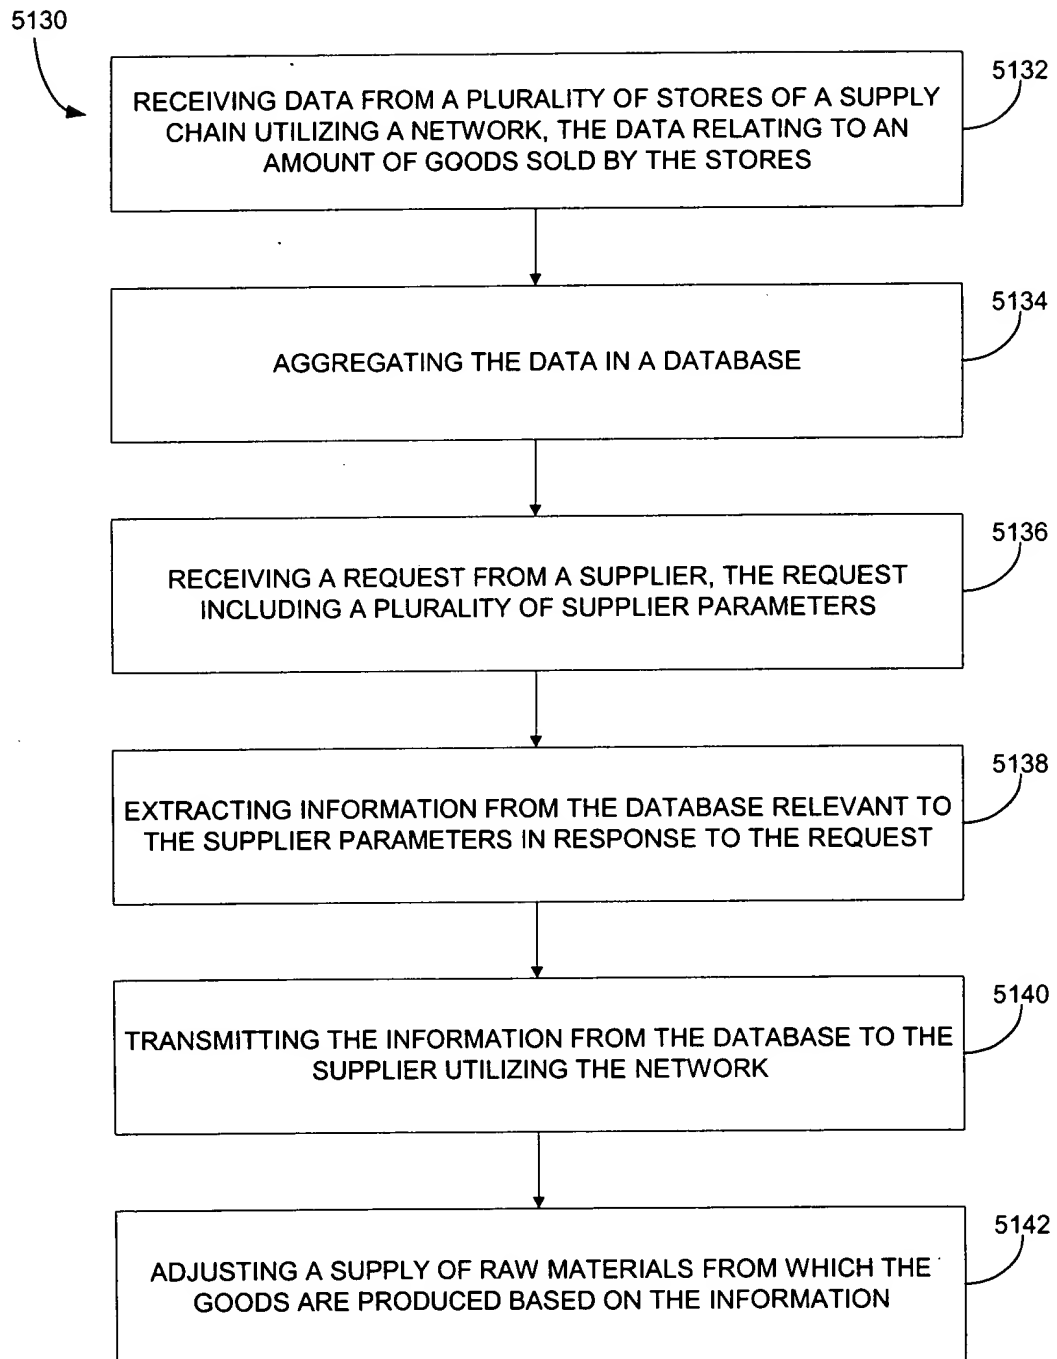 5130
5132
RECEIVING DATA FROM A PLURALITY OF STORES OF A SUPPLY
CHAIN UTILIZING A NETWORK, THE DATA RELATING TO AN
AMOUNT OF GOODS SOLD BY THE STORES
5134
AGGREGATING THE DATA IN A DATABASE
5136
RECEIVING A REQUEST FROM A SUPPLIER, THE REQUEST
INCLUDING A PLURALITY OF SUPPLIER PARAMETERS
5138
EXTRACTING INFORMATION FROM THE DATABASE RELEVANT TO
THE SUPPLIER PARAMETERS IN RESPONSE TO THE REQUEST
5140
TRANSMITTING THE INFORMATION FROM THE DATABASE TO THE
SUPPLIER UTILIZING THE NETWORK
5142
ADJUSTING A SUPPLY OF RAW MATERIALS FROM WHICH THE
GOODS ARE PRODUCED BASED ON THE INFORMATION